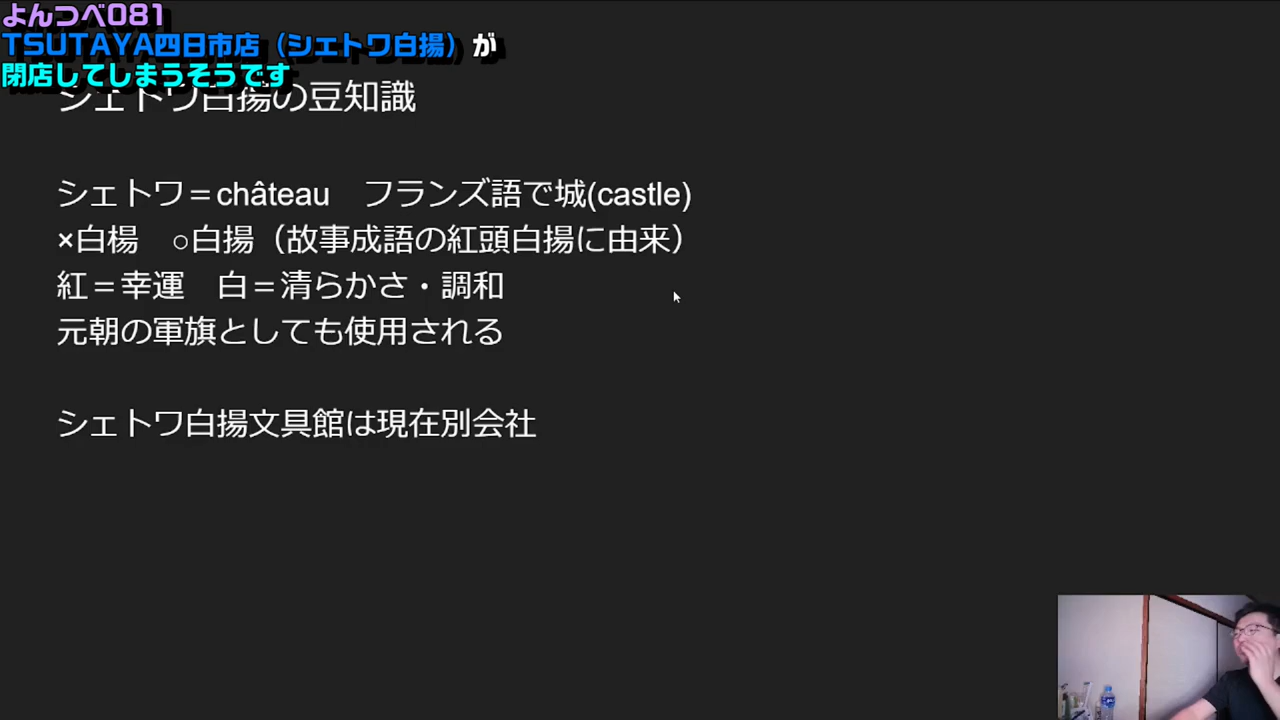 よんつべ081
TSUTAYA四日市店（シェトワ白揚）が
閉店してしまうそうです
シェトワ白揚の豆知識
シェトワ＝château　フランズ語で城(castle)
×白楊　○白揚（故事成語の紅頭白揚に由来）
紅＝幸運　白＝清らかさ・調和
元朝の軍旗としても使用される
シェトワ白揚文具館は現在別会社